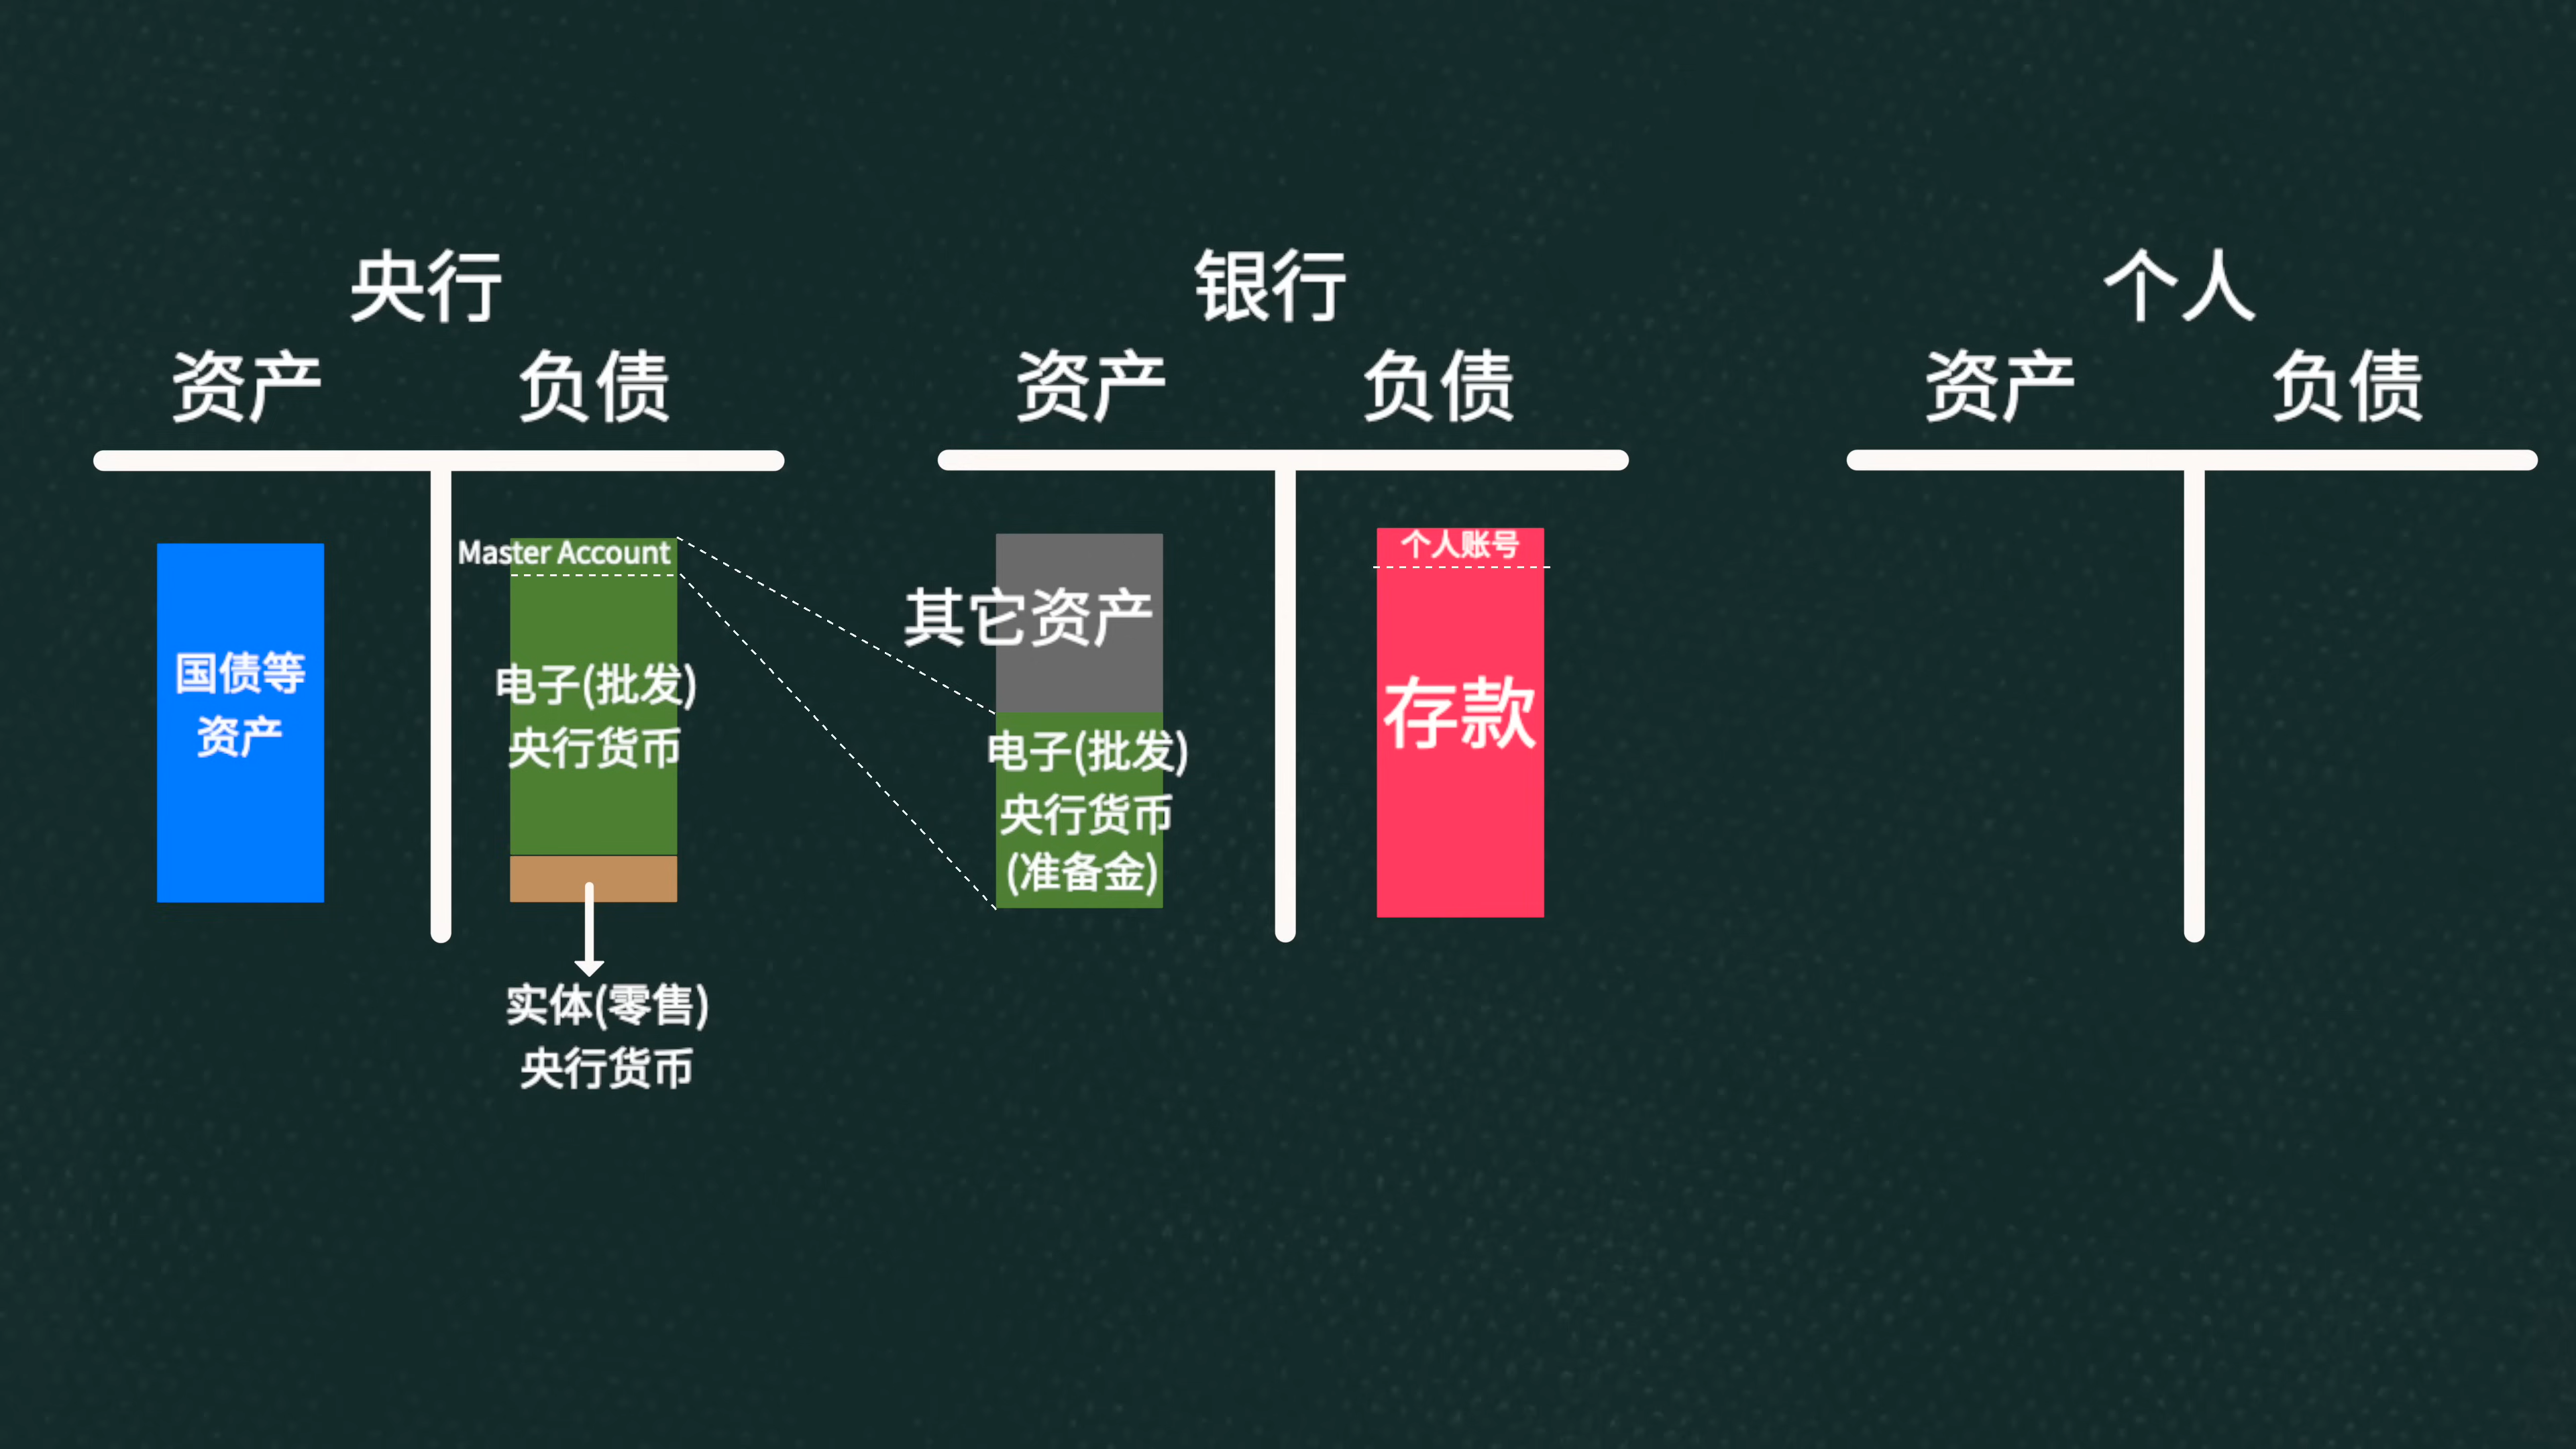 央行
资产
负债
Master Account
国债等
资产
电子(批发)
央行货币
实体(零售)
央行货币
银行
资产
负债
其它资产
电子(批发)
央行货币
(准备金)
个人账号
存款
个人
资产
负债